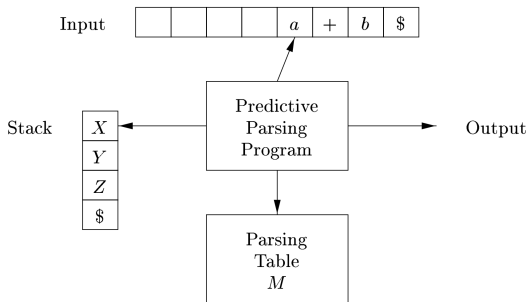 Input
a + b $
Predictive
Parsing
Program
Stack
X
Y
Z
$
Output
Parsing
Table
M